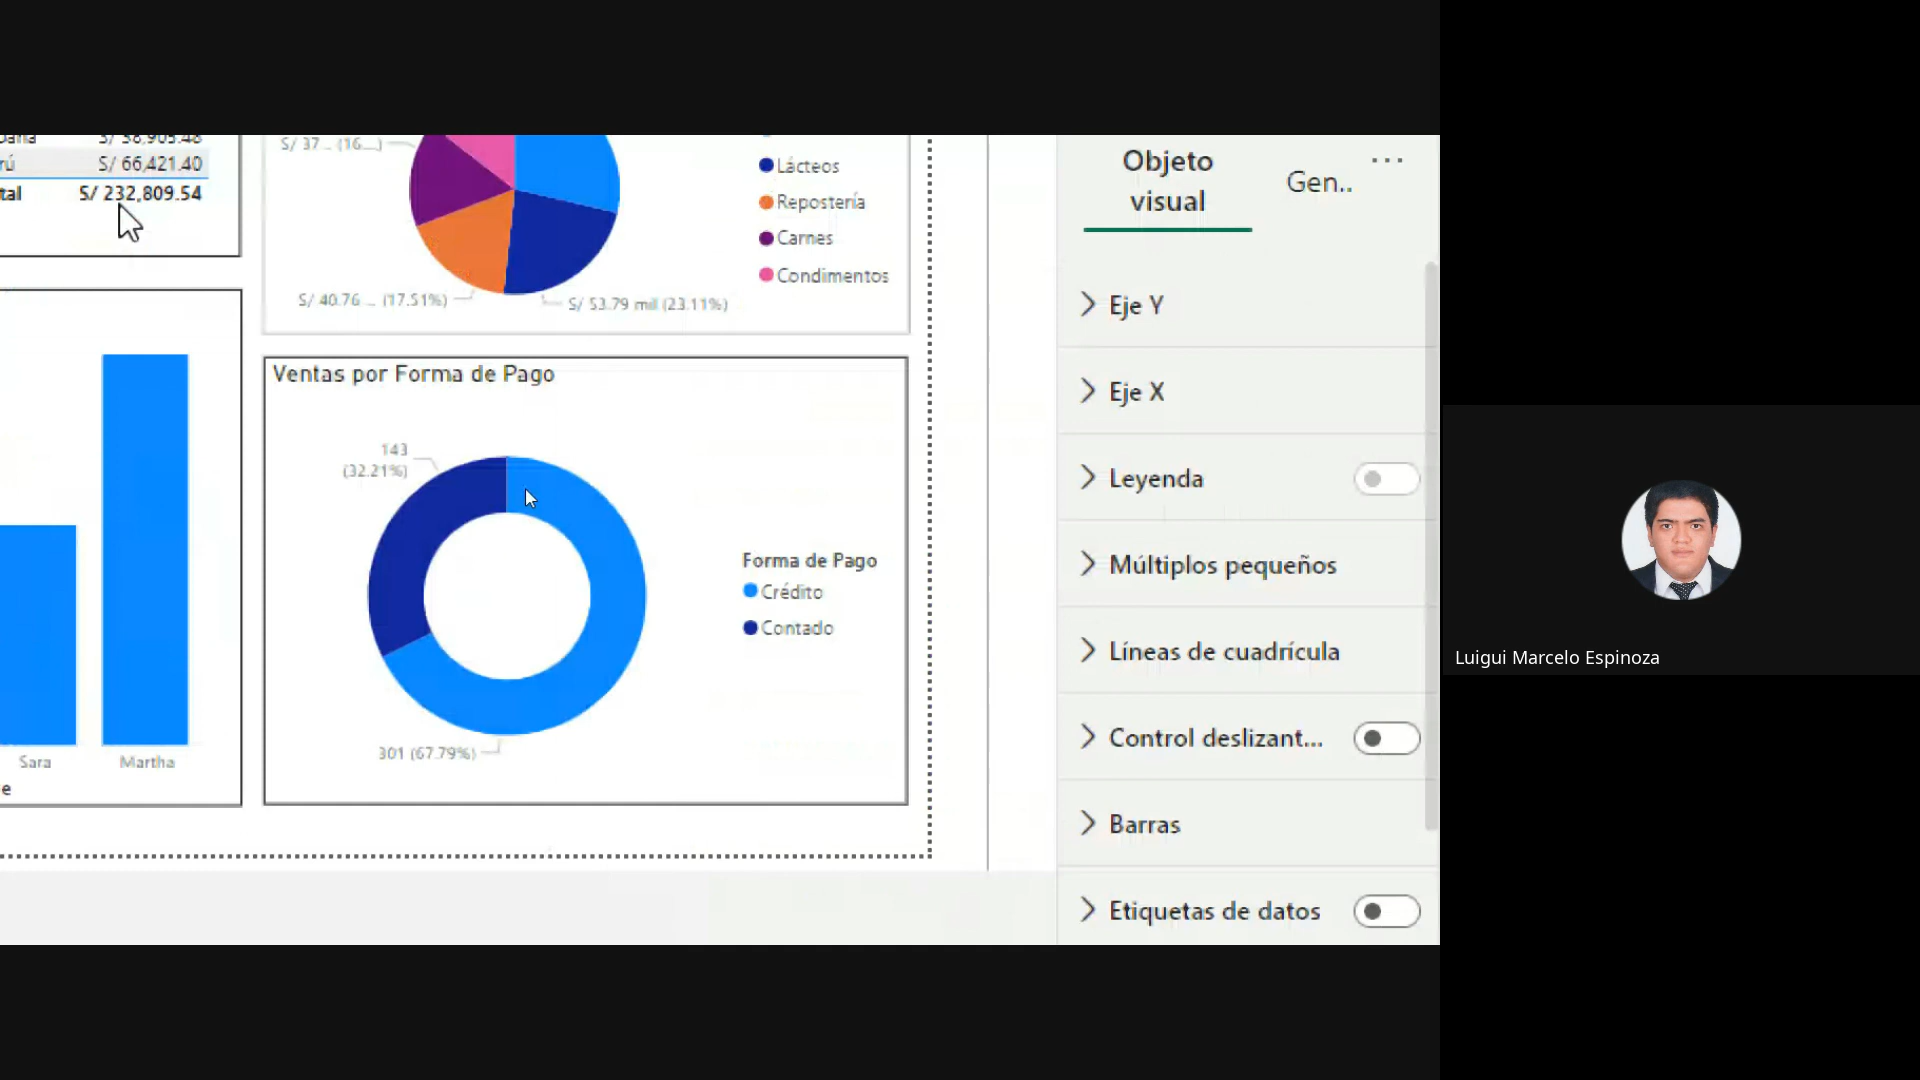 S/ 66,421.40
S/ 232,809.54
Sara
Martha
e
S/ 37 ... (16....)
S/ 40.76 ... (17.51%)
S/ 53.79 mil (23.11%)
Lácteos
Repostería
Carnes
Condimentos
Ventas por Forma de Pago
143
(32.21%)
301 (67.79%)
Forma de Pago
Crédito
Contado
Objeto
visual
Gen..
...
Eje Y
Eje X
Leyenda
Múltiplos pequeños
Líneas de cuadrícula
Control deslizant...
Barras
Etiquetas de datos
Luigui Marcelo Espinoza